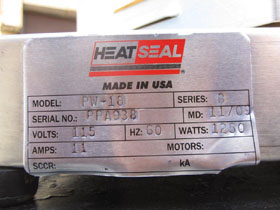 HEAT SEAL
MADE IN USA
MODEL: PW-18 SERIES: B
SERIAL NO.: PPA038 MD: 11/03
VOLTS: 115 HZ: 60 WATTS: 1250
AMPS: 11 MOTORS:
SCCR: kA